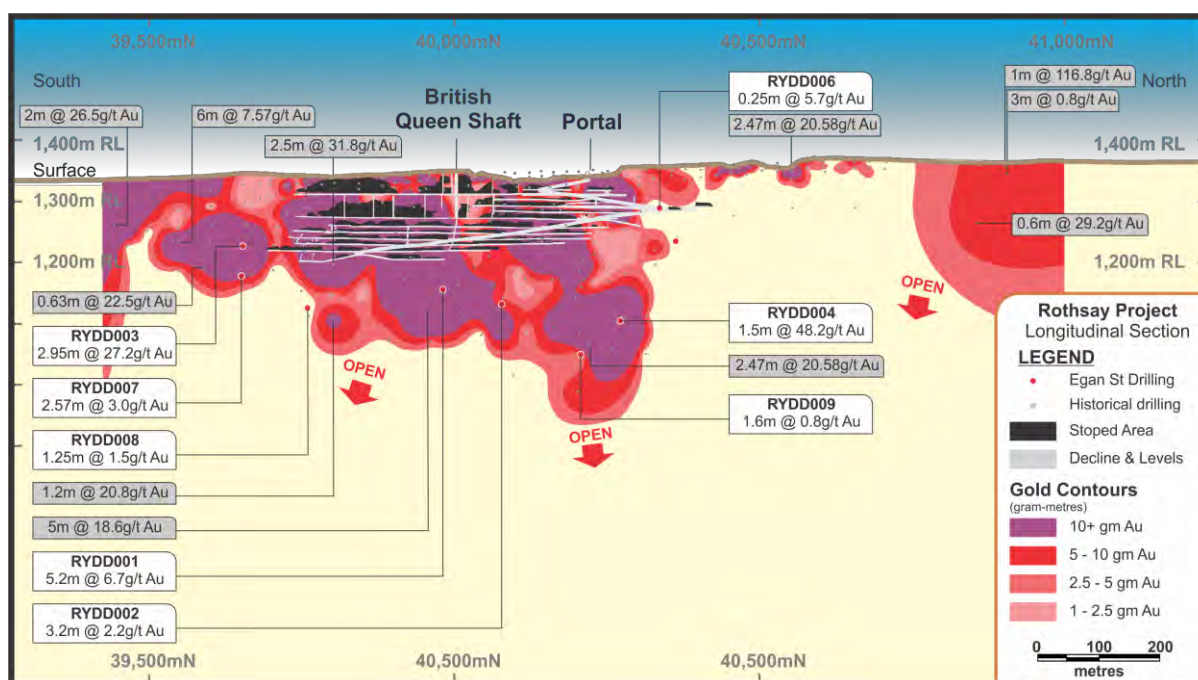 39,500mN
40,000mN
40,500mN
41,000mN
South
North
2m @ 26.5g/t Au
6m @ 7.57g/t Au
2.5m @ 31.8g/t Au
British
Queen Shaft
Portal
RYDD006
0.25m @ 5.7g/t Au
2.47m @ 20.58g/t Au
1m @ 116.8g/t Au
3m @ 0.8g/t Au
1,400m RL
1,400m RL
Surface
1,300m RL
1,200m RL
1,200m RL
0.6m @ 29.2g/t Au
OPEN
0.63m @ 22.5g/t Au
RYDD003
2.95m @ 27.2g/t Au
RYDD007
2.57m @ 3.0g/t Au
RYDD008
1.25m @ 1.5g/t Au
1.2m @ 20.8g/t Au
5m @ 18.6g/t Au
RYDD001
5.2m @ 6.7g/t Au
RYDD002
3.2m @ 2.2g/t Au
OPEN
OPEN
RYDD004
1.5m @ 48.2g/t Au
2.47m @ 20.58g/t Au
RYDD009
1.6m @ 0.8g/t Au
Rothsay Project
Longitudinal Section
LEGEND
Egan St Drilling
Historical drilling
Stoped Area
Decline & Levels
Gold Contours
(gram-metres)
10+ gm Au
5 - 10 gm Au
2.5 - 5 gm Au
1 - 2.5 gm Au
0 100 200
metres
39,500mN
40,500mN
40,500mN